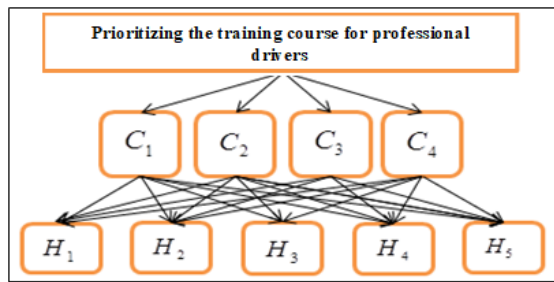 Prioritizing the training course for professional
drivers
C₁ C₂ C₃ C₄
H₁ H₂ H₃ H₄ H₅